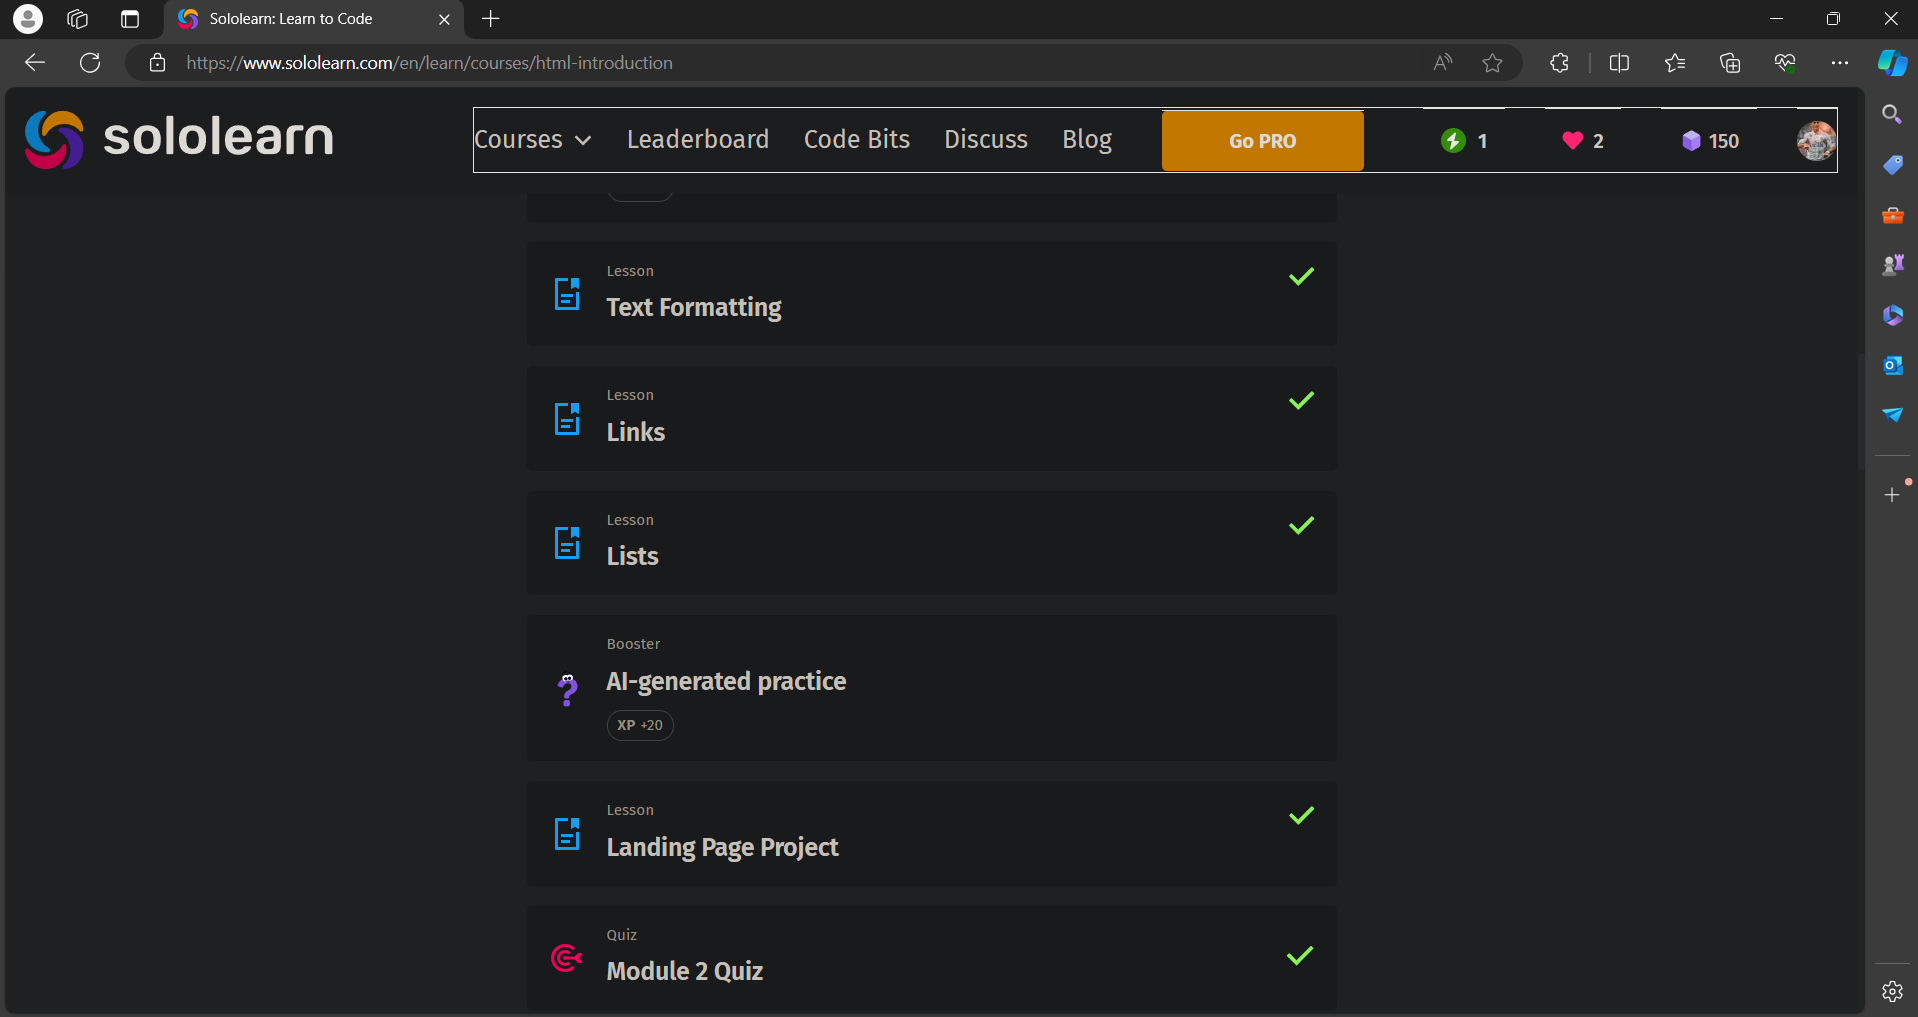 Sololearn: Learn to Code
https://www.sololearn.com/en/learn/courses/html-introduction
sololearn
Courses Leaderboard Code Bits Discuss Blog Go PRO 1 2 150
Lesson
Text Formatting
Lesson
Links
Lesson
Lists
Booster
AI-generated practice
XP +20
Lesson
Landing Page Project
Quiz
Module 2 Quiz